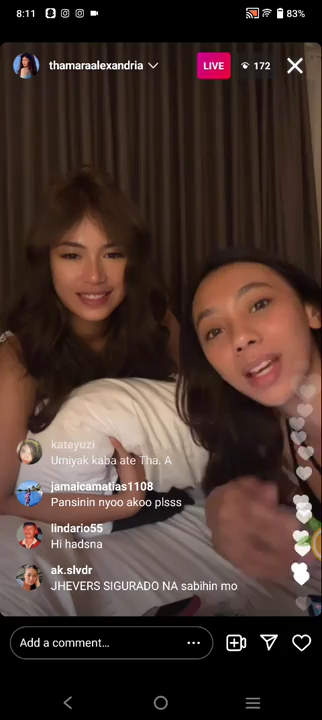 8:11
83%
thamaraalexandria
LIVE
172
kateyuzi
Umiyak kaba ate Tha. A
jamaicamatias1108
Pansinin nyoo akoo plsss
lindario55
Hi hadsna
ak.slvdr
JHEVERS SIGURADO NA sabihin mo
Add a comment...